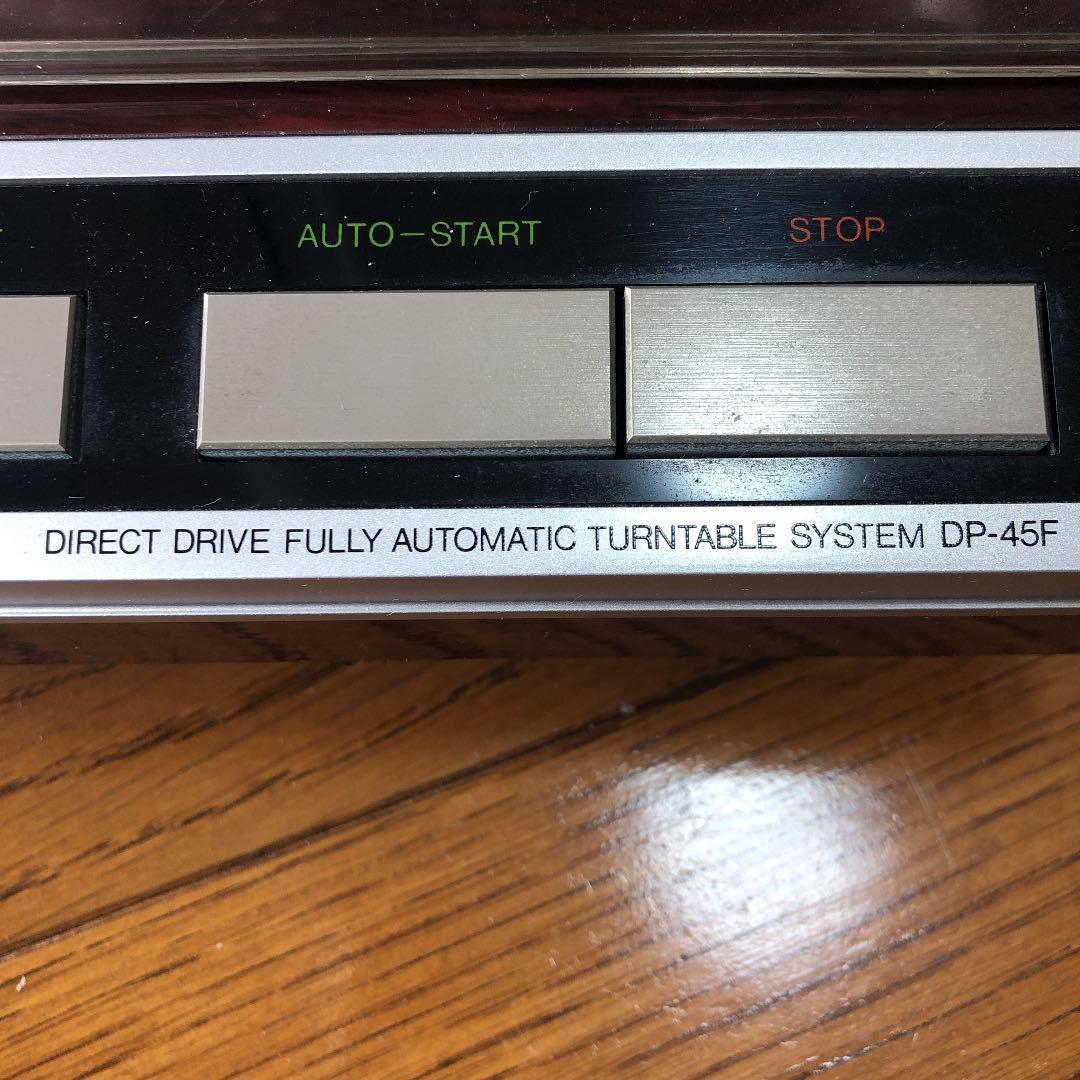 AUTO-START
STOP
DIRECT DRIVE FULLY AUTOMATIC TURNTABLE SYSTEM DP-45F